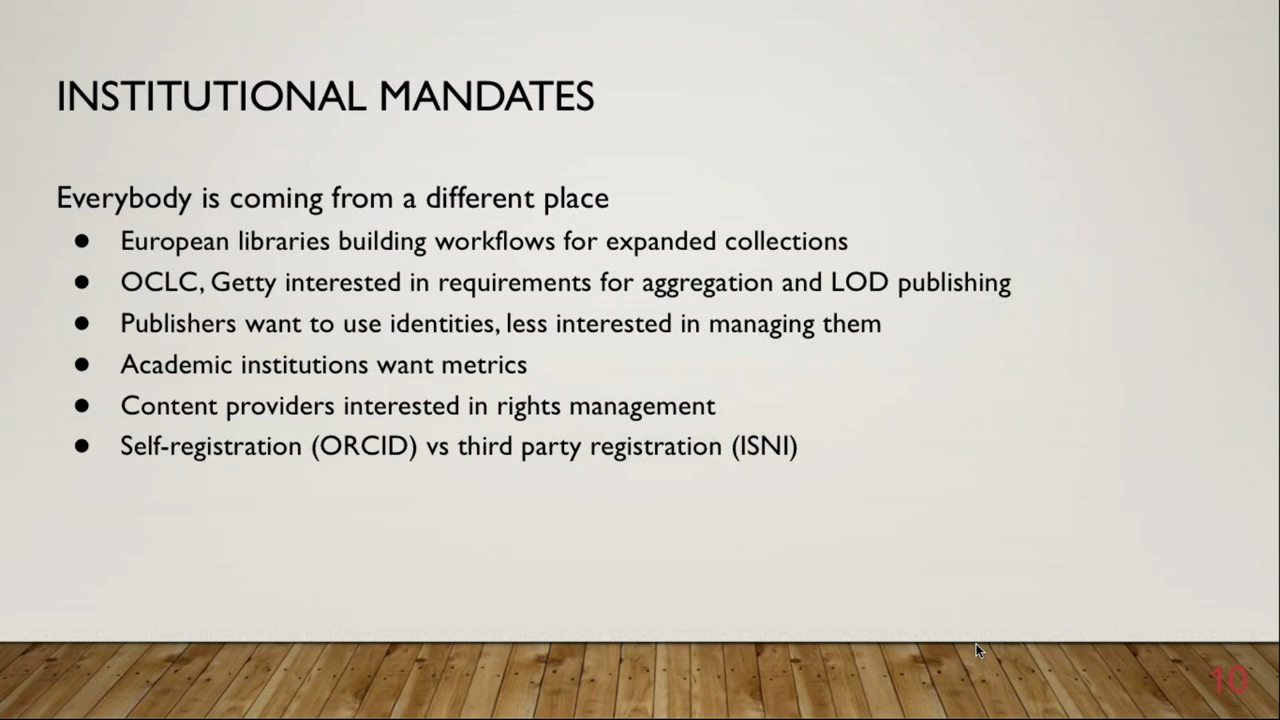 INSTITUTIONAL MANDATES
Everybody is coming from a different place
● European libraries building workflows for expanded collections
● OCLC, Getty interested in requirements for aggregation and LOD publishing
● Publishers want to use identities, less interested in managing them
● Academic institutions want metrics
● Content providers interested in rights management
● Self-registration (ORCID) vs third party registration (ISNI)
10